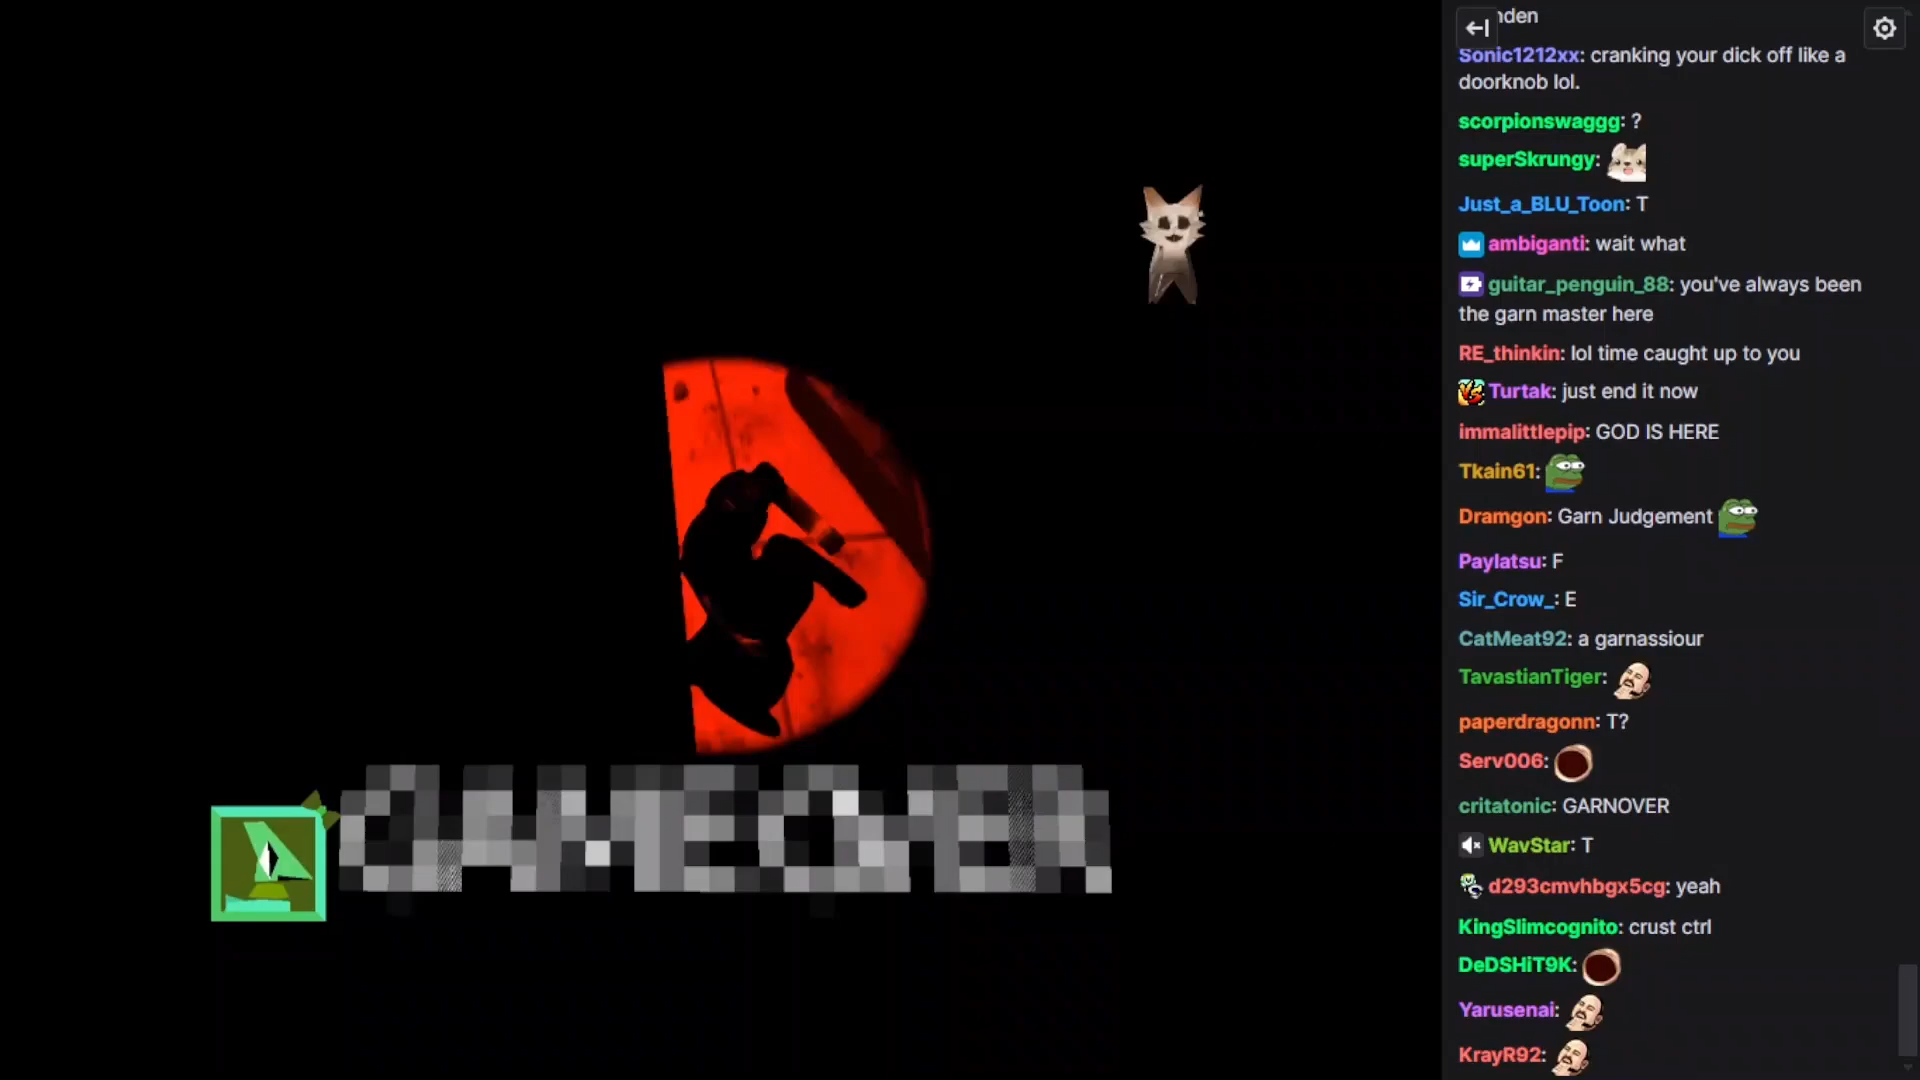 GAMEOVER
nden
Sonic1212xx: cranking your dick off like a
doorknob lol.
scorpionswaggg: ?
superSkrungy:
Just_a_BLU_Toon: T
ambiganti: wait what
guitar_penguin_88: you've always been
the garn master here
RE_thinkin: lol time caught up to you
Turtak: just end it now
immalittlepip: GOD IS HERE
Tkain61:
Dramgon: Garn Judgement
Paylatsu: F
Sir_Crow_: E
CatMeat92: a garnassiour
TavastianTiger:
paperdragonn: T?
Serv006:
critatonic: GARNOVER
WavStar: T
d293cmvhbgx5cg: yeah
KingSlimcognito: crust ctrl
DeDSHiT9K:
Yarusenai:
KrayR92: